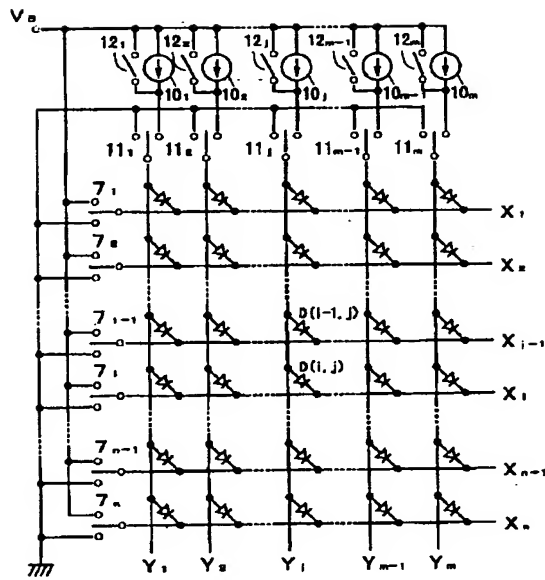 V_B
12₁ 12₂ 12ⱼ 12ₘ₋₁ 12ₘ
10₁ 10₂ 10ⱼ 10ₘ₋ 10ₘ
11₁ 11₂ 11ⱼ 11ₘ₋₁ 11ₘ
7₁ X₁
7₂ X₂
D(i-1,j)
7ᵢ₋₁ Xᵢ₋₁
D(i,j)
7ᵢ Xᵢ
7ₙ₋₁ Xₙ₊₁
7ₙ Xₙ
Y₁ Y₂ Yⱼ Yₘ₋₁ Yₘ